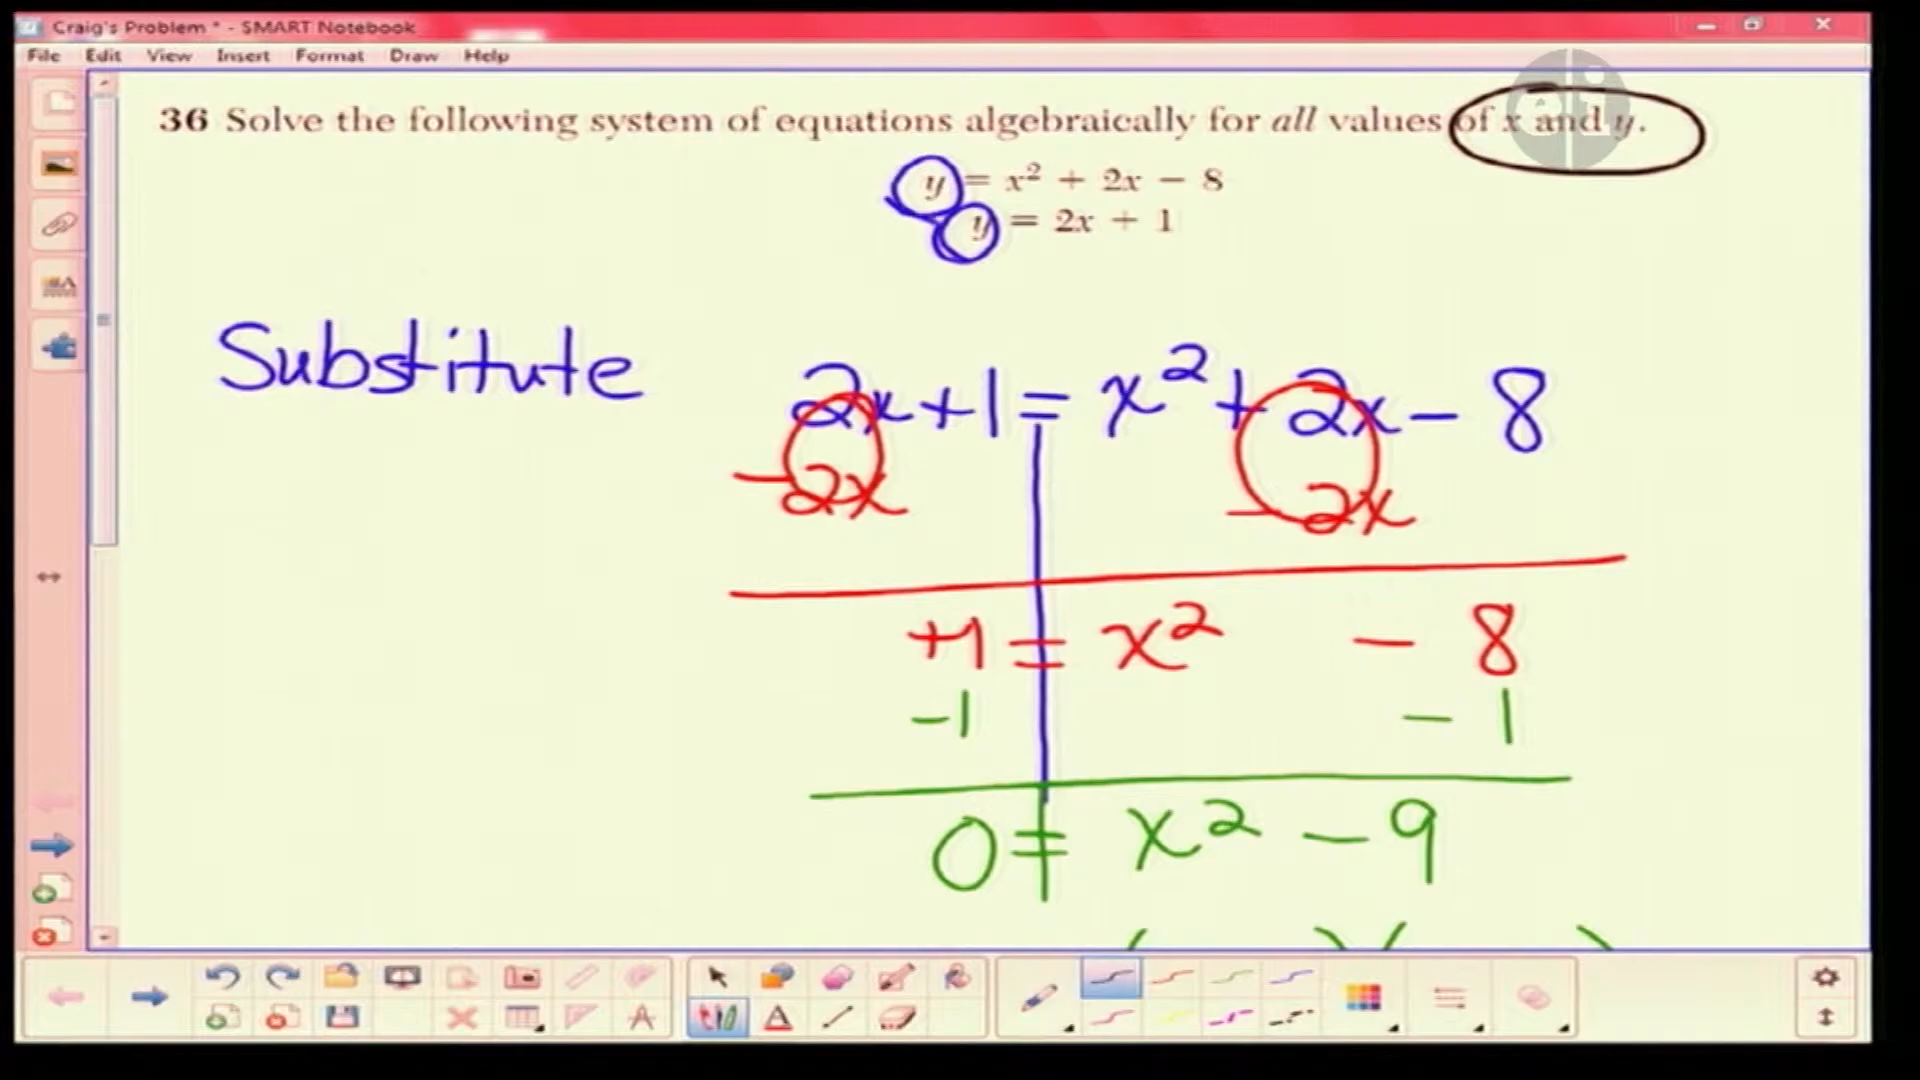 Craig's Problem * - SMART Notebook
File Edit View Insert Format Draw Help
36 Solve the following system of equations algebraically for all values of x and y.
y = x² + 2x − 8
y = 2x + 1
Substitute
2x+1 = x² + 2x − 8
−2x − 2x
+1 = x² − 8
−1 − 1
0 = x² − 9
( )( )